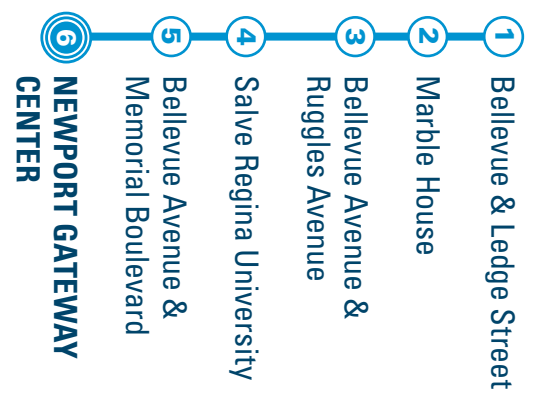 1
Bellevue & Ledge Street
2
Marble House
3
Bellevue Avenue &
Ruggles Avenue
4
Salve Regina University
5
Bellevue Avenue &
Memorial Boulevard
6
NEWPORT GATEWAY
CENTER